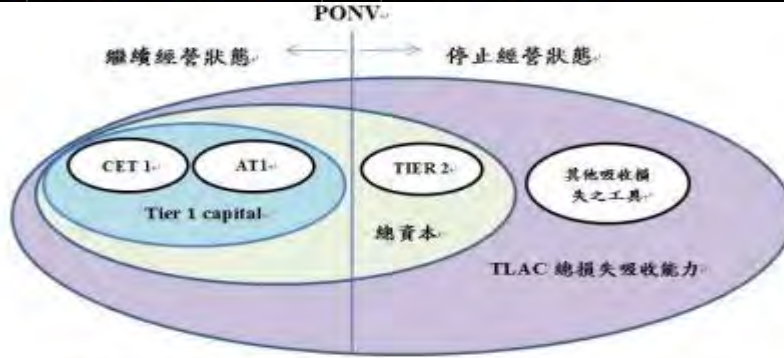 PONV
繼續經營狀態
停止經營狀態
CET 1
AT1
TIER 2
其他吸收損
失之工具
Tier 1 capital
總資本
TLAC 總損失吸收能力